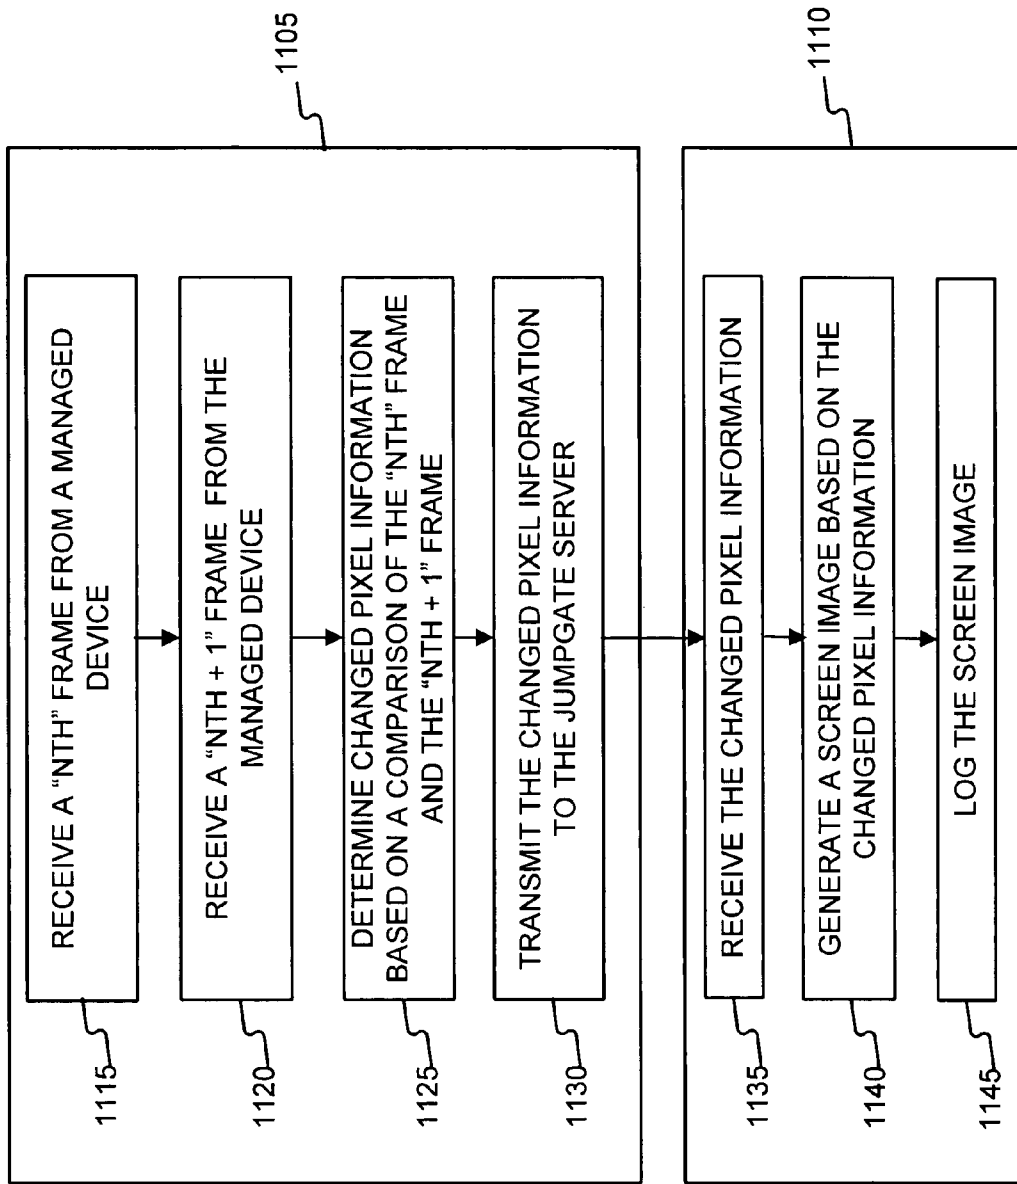 1105
1115
RECEIVE A “NTH” FRAME FROM A MANAGED
DEVICE
1120
RECEIVE A “NTH + 1” FRAME FROM THE
MANAGED DEVICE
1125
DETERMINE CHANGED PIXEL INFORMATION
BASED ON A COMPARISON OF THE “NTH” FRAME
AND THE “NTH + 1” FRAME
1130
TRANSMIT THE CHANGED PIXEL INFORMATION
TO THE JUMPGATE SERVER
1110
1135
RECEIVE THE CHANGED PIXEL INFORMATION
1140
GENERATE A SCREEN IMAGE BASED ON THE
CHANGED PIXEL INFORMATION
1145
LOG THE SCREEN IMAGE